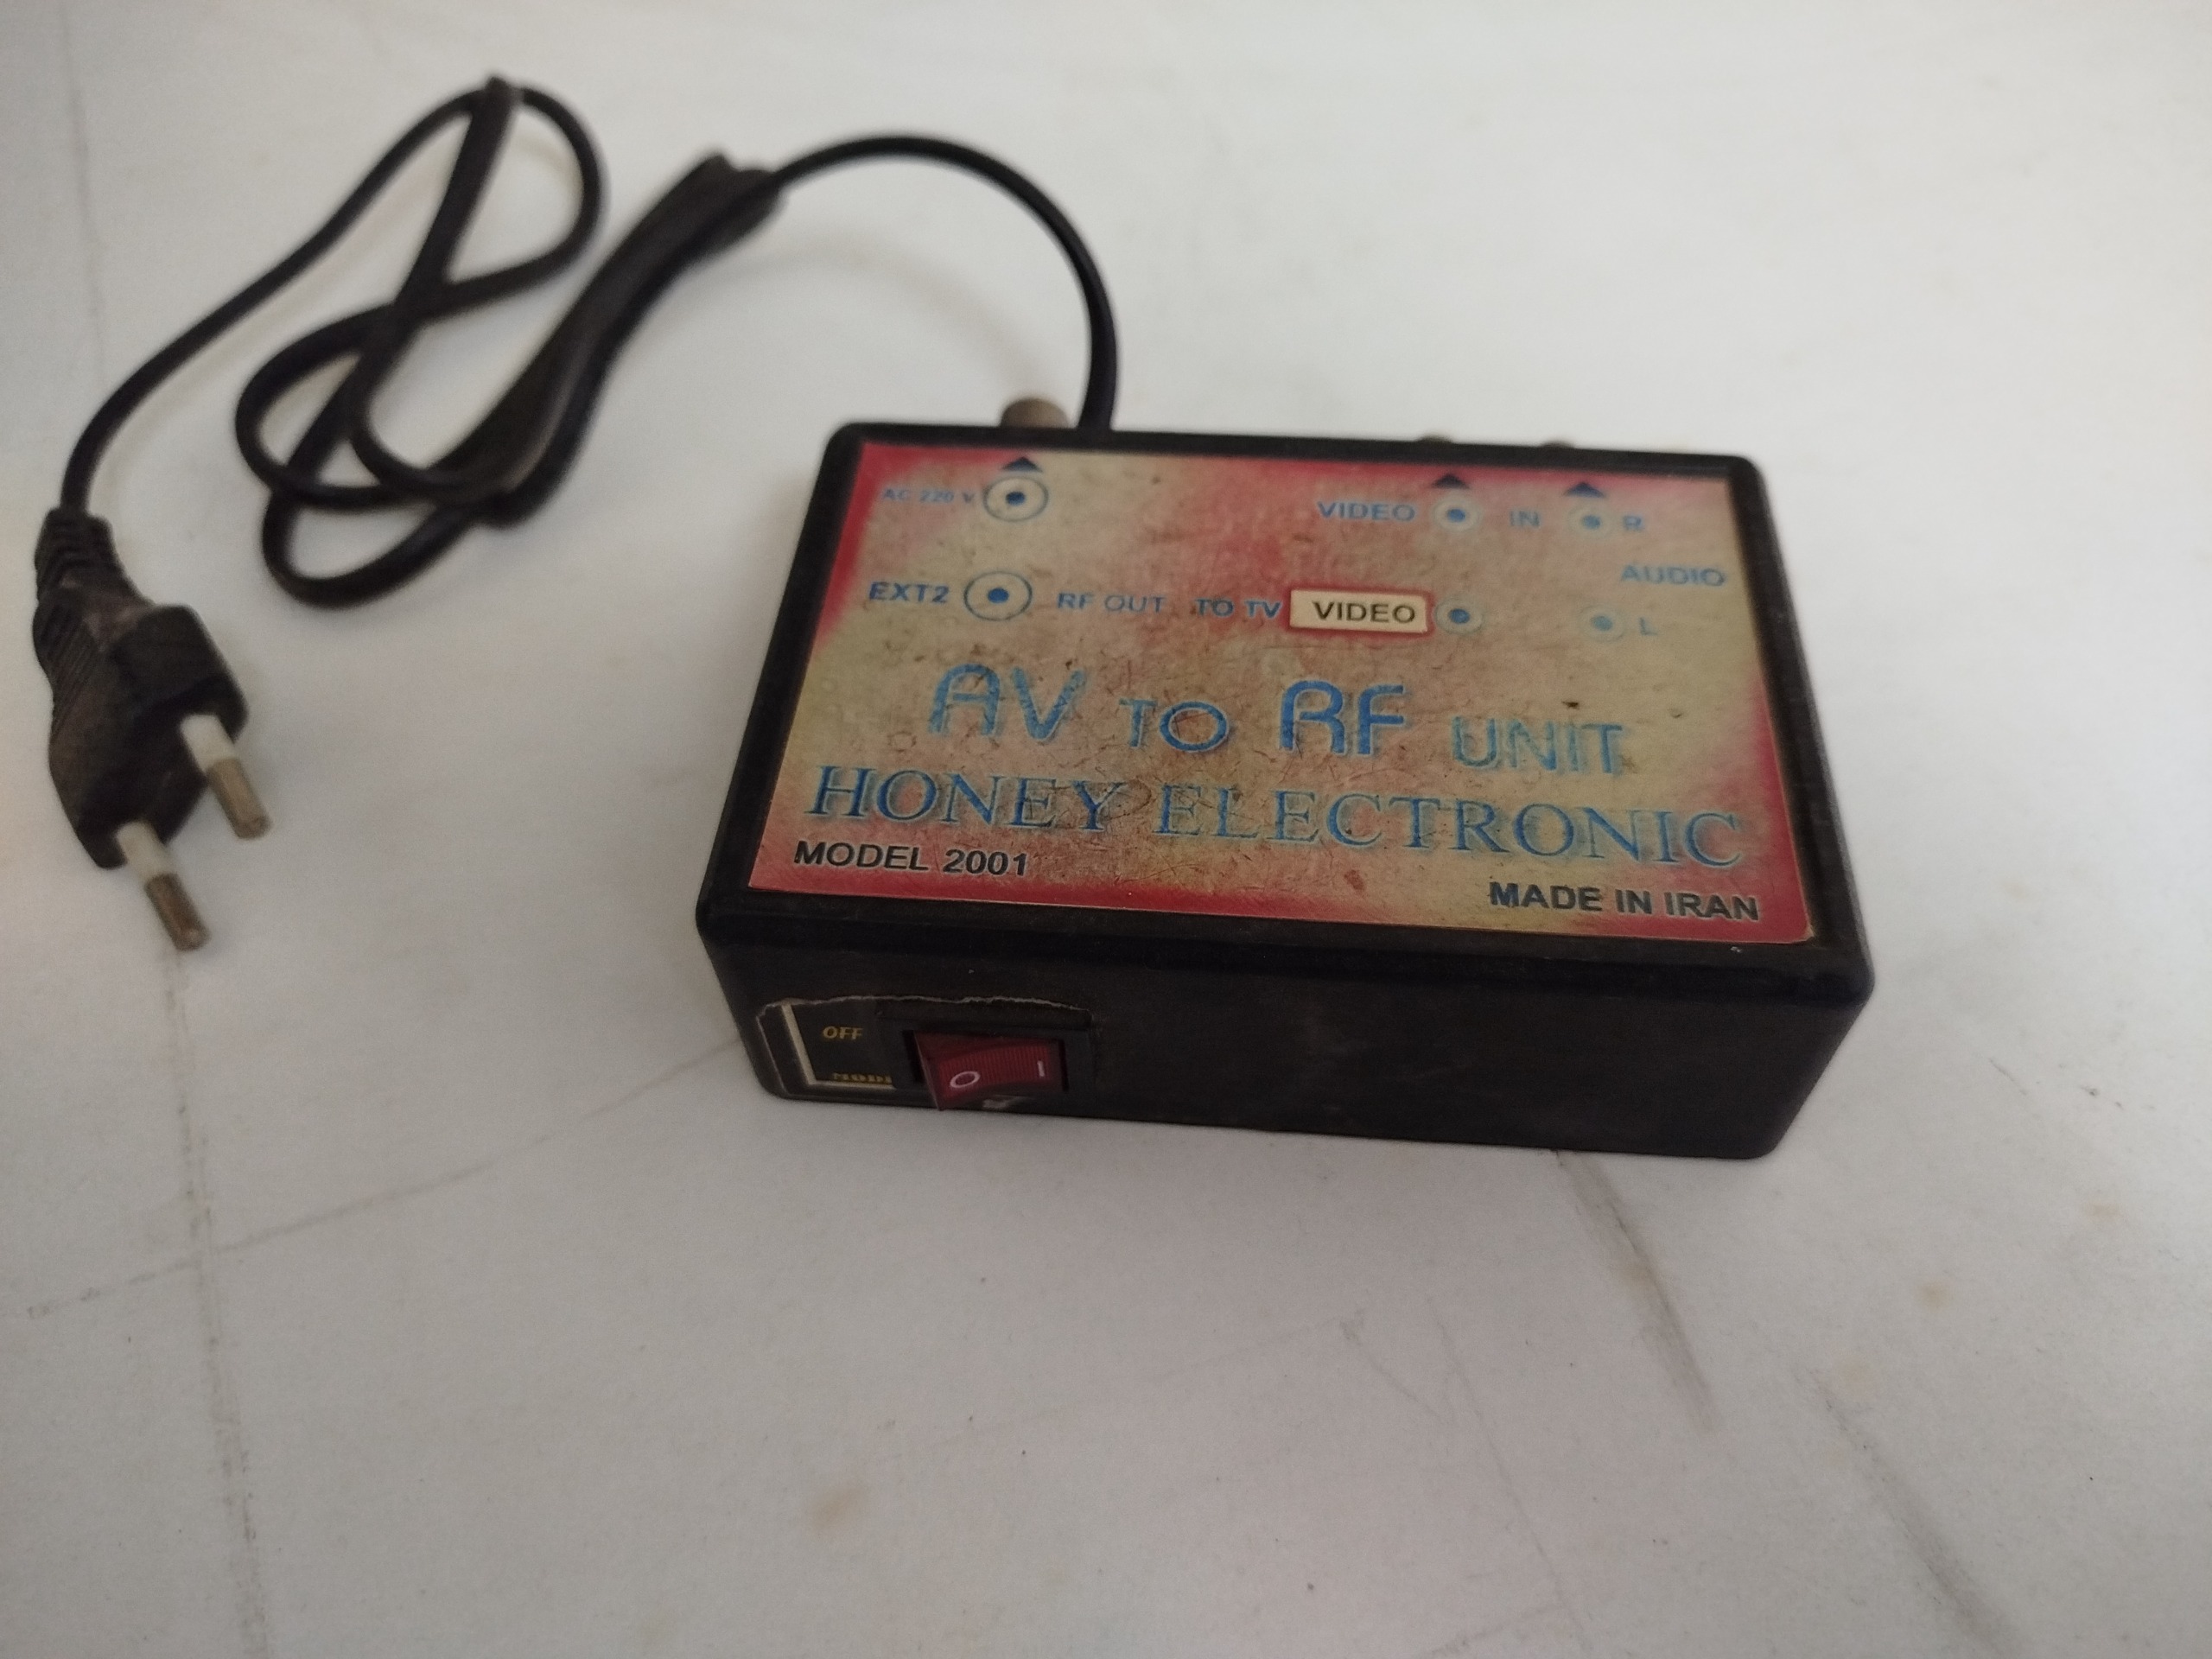 AC 220 V
VIDEO IN R
AUDIO
EXT2 RF OUT TO TV VIDEO L
AV TO RF UNIT
HONEY ELECTRONIC
MODEL 2001
MADE IN IRAN
OFF
O I